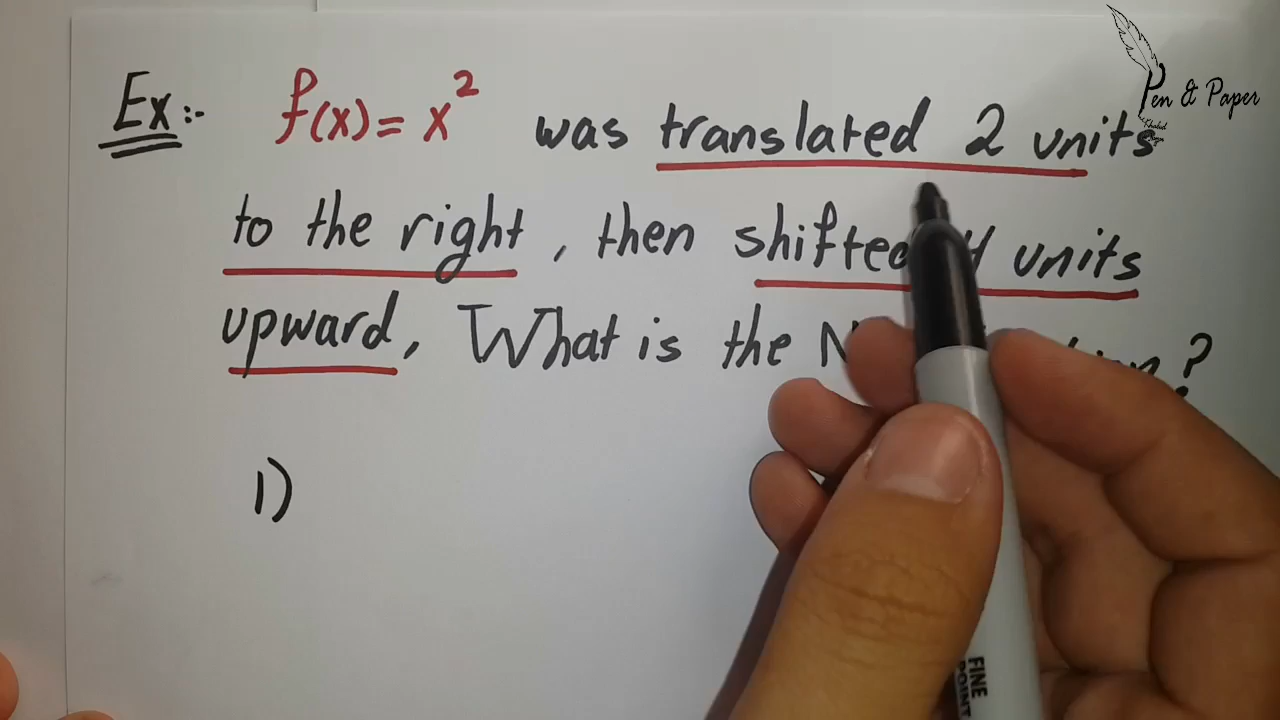 Ex:- f(x) = x² was translated 2 units
to the right, then shifted units
upward, What is the ?
1)
Pen & Paper
Khaled
FINE
POINT